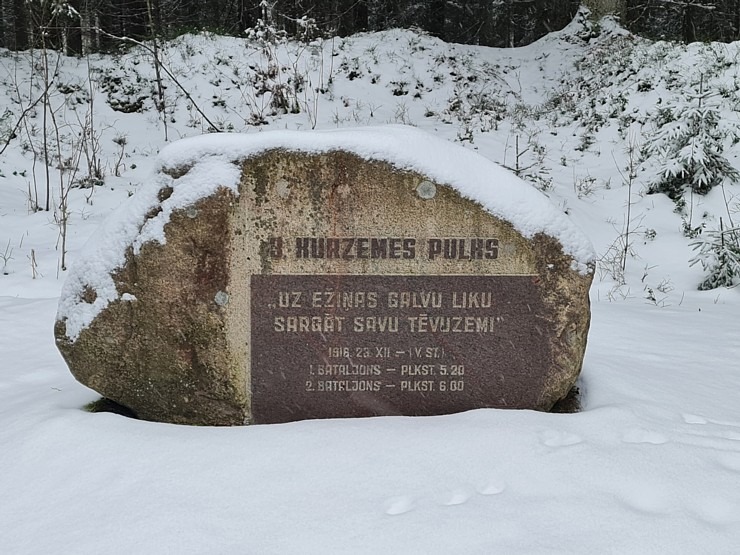 KURZEMES PULKS
„UZ EŽIŅAS GALVU LIKU
SARGĀT SAVU TĒVUZEMI”
1916. 23. XII – (V. ST.)
1. BATALJONS – PLKST. 5.20
2. BATALJONS – PLKST. 6.00